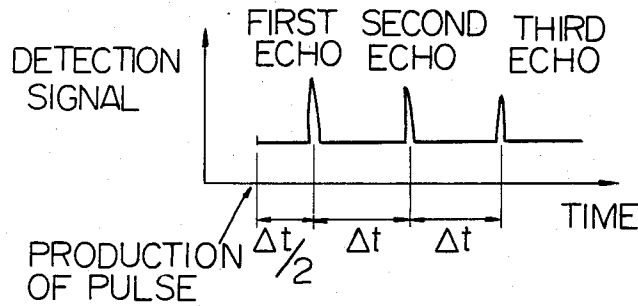 FIRST ECHO
SECOND ECHO
THIRD ECHO
DETECTION SIGNAL
TIME
Δt/2
Δt
Δt
PRODUCTION OF PULSE